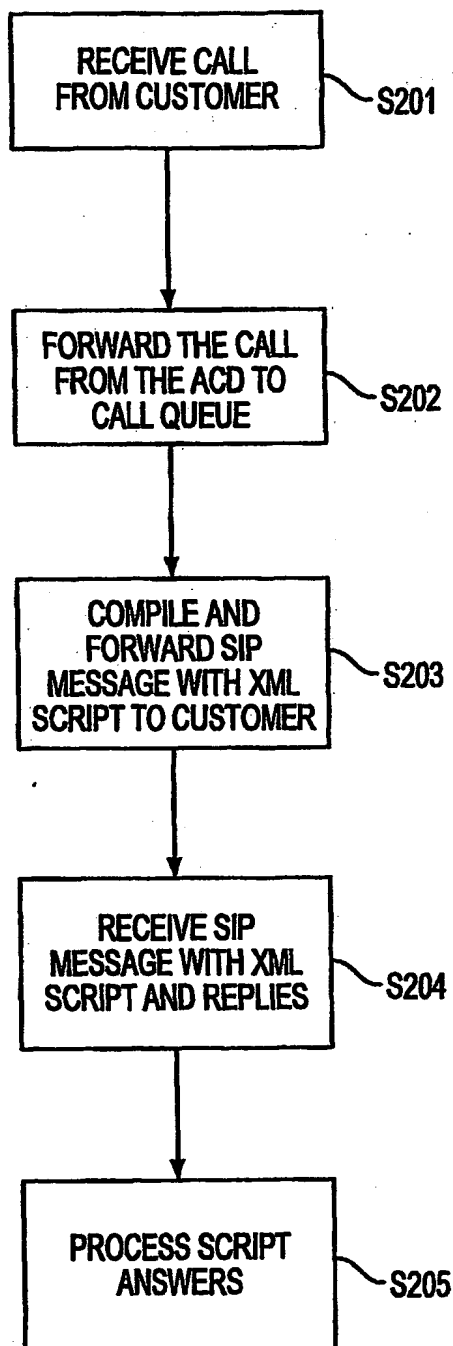 RECEIVE CALL
FROM CUSTOMER
S201
FORWARD THE CALL
FROM THE ACD TO
CALL QUEUE
S202
COMPILE AND
FORWARD SIP
MESSAGE WITH XML
SCRIPT TO CUSTOMER
S203
RECEIVE SIP
MESSAGE WITH XML
SCRIPT AND REPLIES
S204
PROCESS SCRIPT
ANSWERS
S205